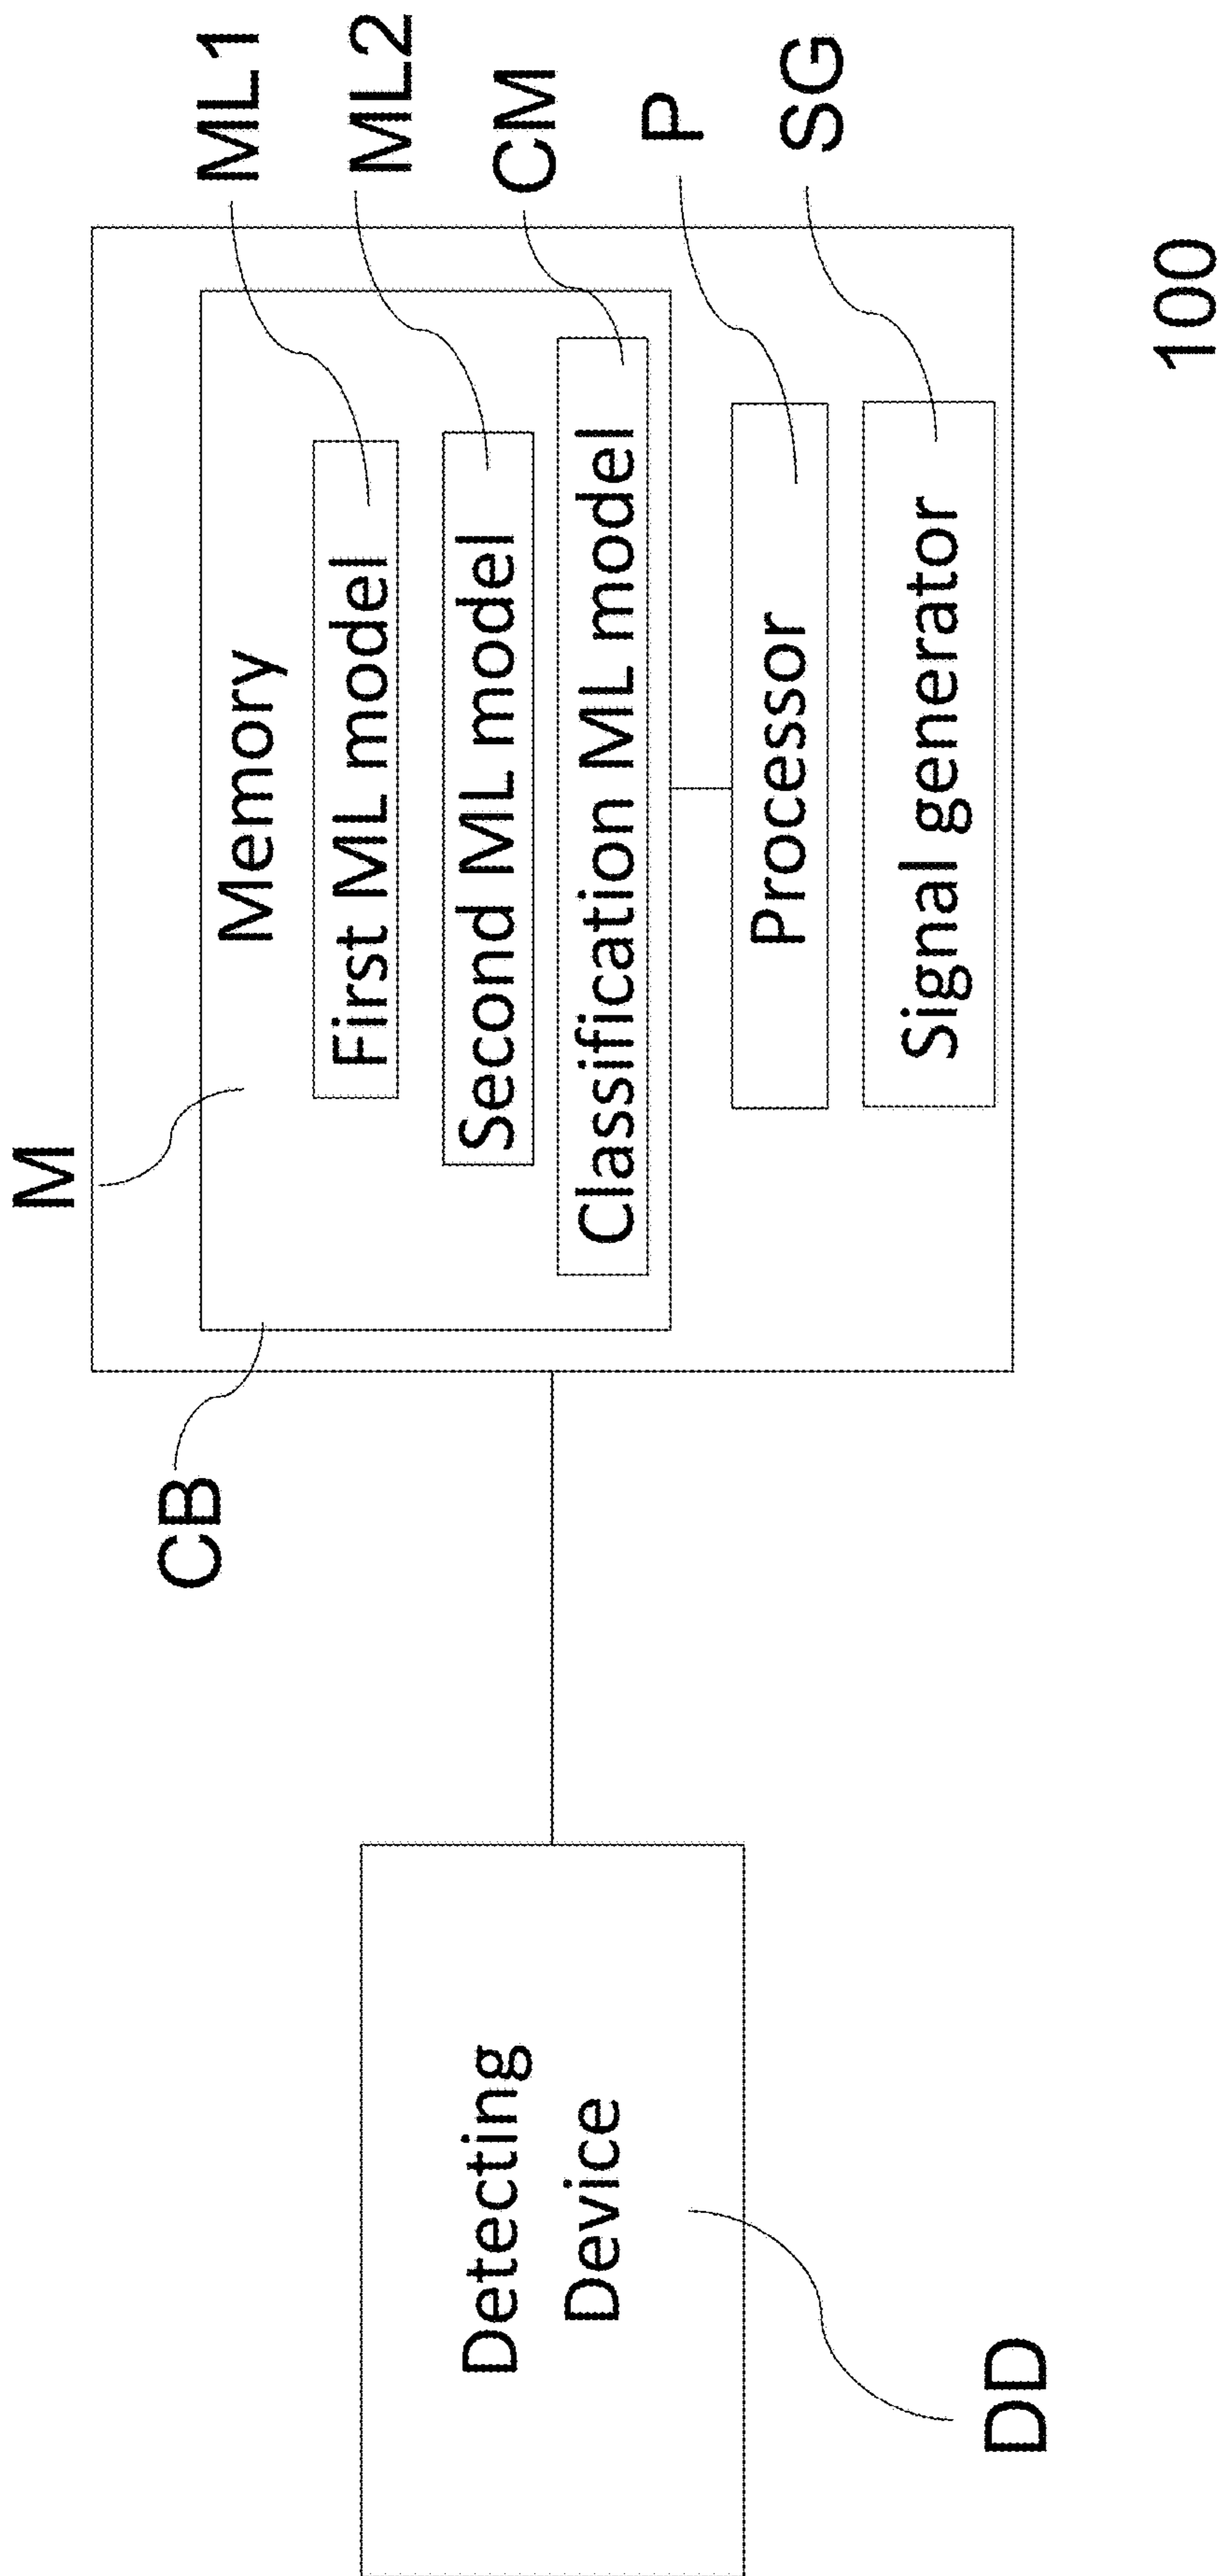 M
CB
Memory
First ML model
Second ML model
Classification ML model
Processor
Signal generator
ML1
ML2
CM
P
SG
Detecting
Device
DD
100